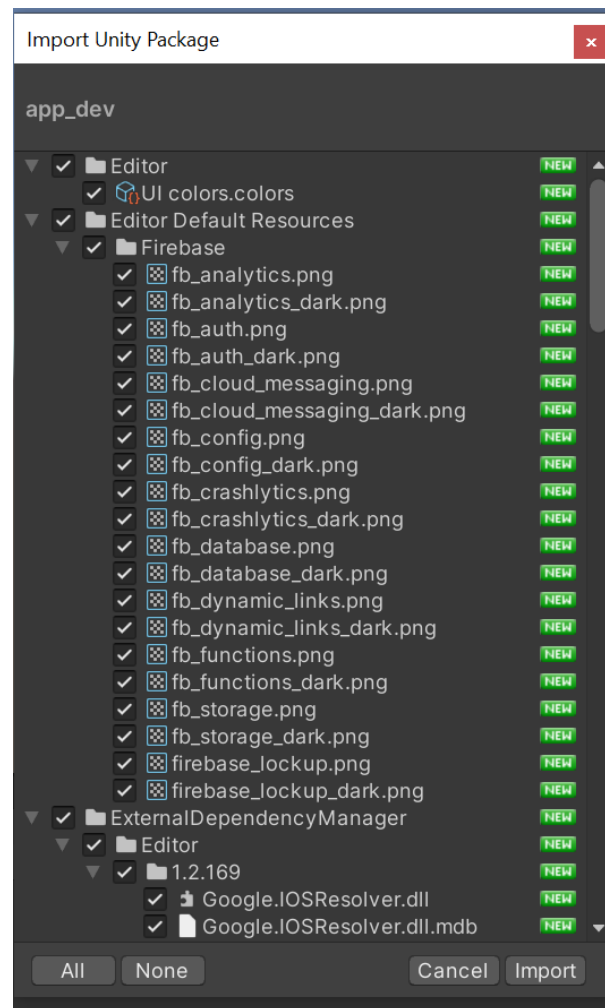 Import Unity Package
x
app_dev
Editor NEW
UI colors.colors NEW
Editor Default Resources NEW
Firebase NEW
fb_analytics.png NEW
fb_analytics_dark.png NEW
fb_auth.png NEW
fb_auth_dark.png NEW
fb_cloud_messaging.png NEW
fb_cloud_messaging_dark.png NEW
fb_config.png NEW
fb_config_dark.png NEW
fb_crashlytics.png NEW
fb_crashlytics_dark.png NEW
fb_database.png NEW
fb_database_dark.png NEW
fb_dynamic_links.png NEW
fb_dynamic_links_dark.png NEW
fb_functions.png NEW
fb_functions_dark.png NEW
fb_storage.png NEW
fb_storage_dark.png NEW
firebase_lockup.png NEW
firebase_lockup_dark.png NEW
ExternalDependencyManager NEW
Editor NEW
1.2.169 NEW
Google.IOSResolver.dll NEW
Google.IOSResolver.dll.mdb NEW
All None Cancel Import